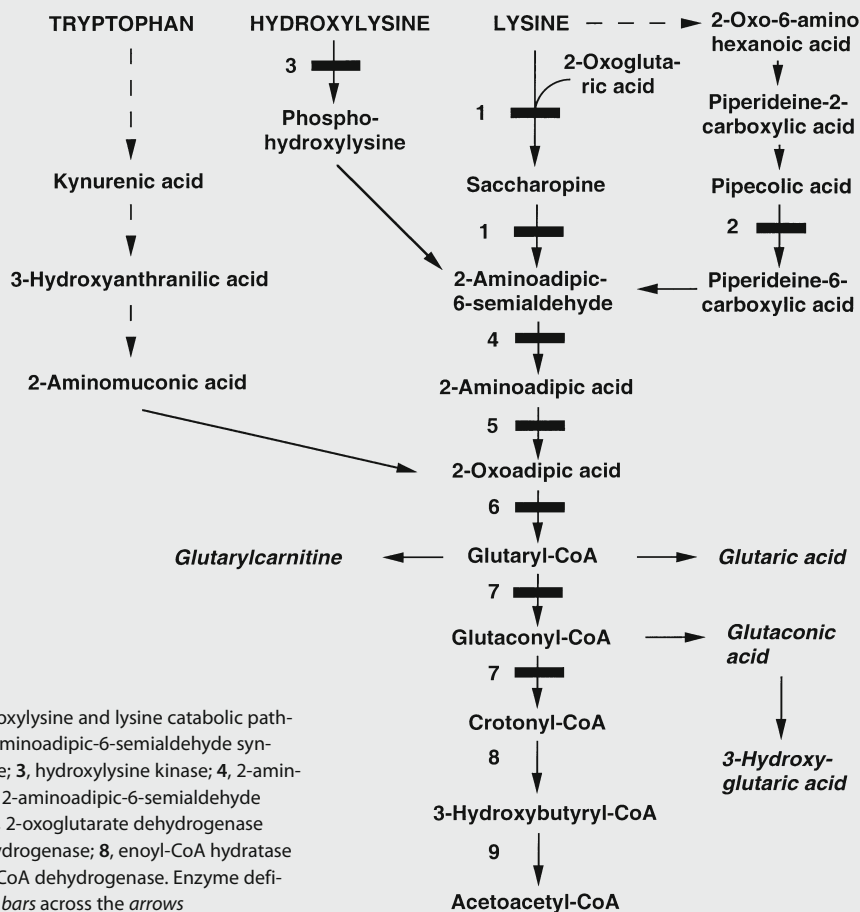 TRYPTOPHAN
HYDROXYLYSINE
LYSINE
2-Oxo-6-amino
hexanoic acid
3
2-Oxogluta-
ric acid
1
Phospho-
hydroxylysine
Piperideine-2-
carboxylic acid
Kynurenic acid
Saccharopine
Pipecolic acid
1
2
3-Hydroxyanthranilic acid
2-Aminoadipic-
6-semialdehyde
Piperideine-6-
carboxylic acid
4
2-Aminomuconic acid
2-Aminoadipic acid
5
2-Oxoadipic acid
6
Glutarylcarnitine
Glutaryl-CoA
Glutaric acid
7
Glutaconyl-CoA
Glutaconic
acid
7
Crotonyl-CoA
8
3-Hydroxy-
glutaric acid
3-Hydroxybutyryl-CoA
9
Acetoacetyl-CoA
oxylysine and lysine catabolic path-
minoadipic-6-semialdehyde syn-
e; 3, hydroxylysine kinase; 4, 2-amin-
2-aminoadipic-6-semialdehyde
, 2-oxoglutarate dehydrogenase
ydrogenase; 8, enoyl-CoA hydratase
CoA dehydrogenase. Enzyme defi-
bars across the arrows